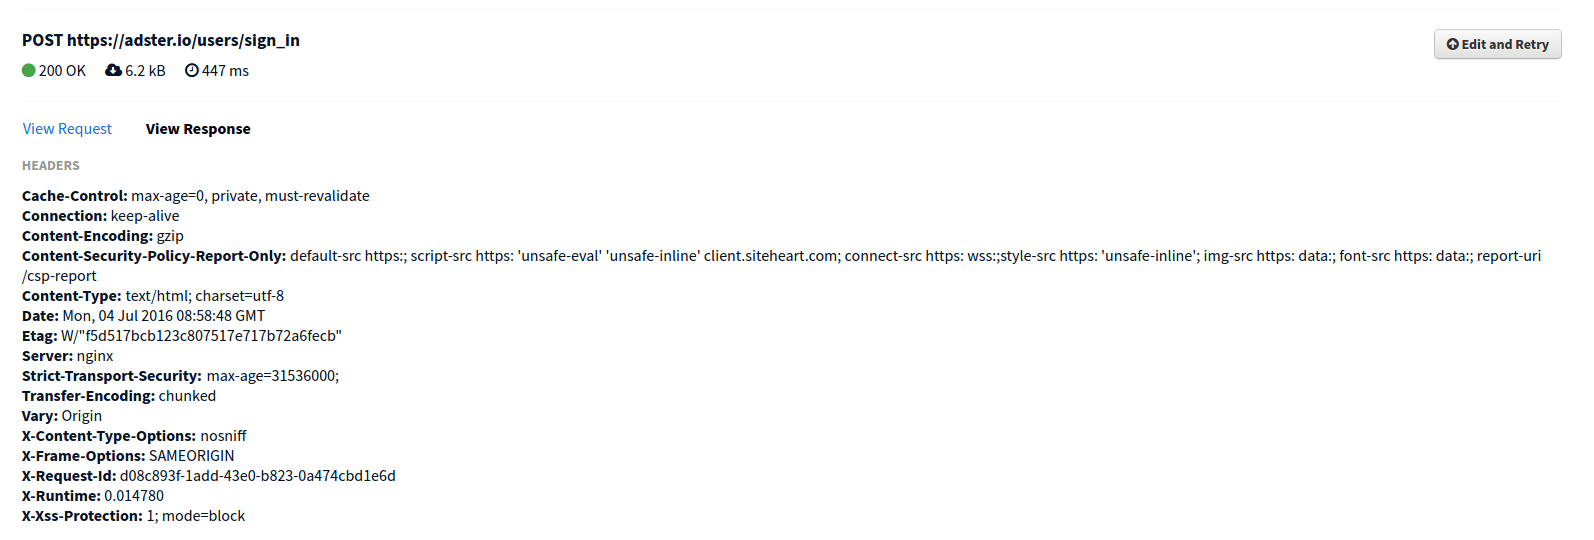 POST https://adster.io/users/sign_in
Edit and Retry
200 OK 6.2 kB 447 ms
View Request View Response
HEADERS
Cache-Control: max-age=0, private, must-revalidate
Connection: keep-alive
Content-Encoding: gzip
Content-Security-Policy-Report-Only: default-src https:; script-src https: 'unsafe-eval' 'unsafe-inline' client.siteheart.com; connect-src https: wss:;style-src https: 'unsafe-inline'; img-src https: data:; font-src https: data:; report-uri
/csp-report
Content-Type: text/html; charset=utf-8
Date: Mon, 04 Jul 2016 08:58:48 GMT
Etag: W/"f5d517bcb123c807517e717b72a6fecb"
Server: nginx
Strict-Transport-Security: max-age=31536000;
Transfer-Encoding: chunked
Vary: Origin
X-Content-Type-Options: nosniff
X-Frame-Options: SAMEORIGIN
X-Request-Id: d08c893f-1add-43e0-b823-0a474cbd1e6d
X-Runtime: 0.014780
X-Xss-Protection: 1; mode=block